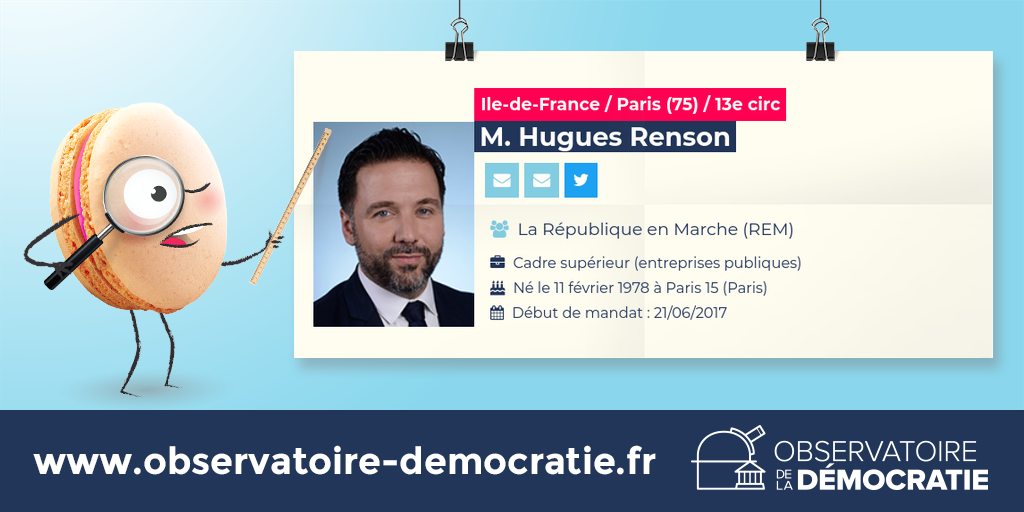 Ile-de-France / Paris (75) / 13e circ
M. Hugues Renson
La République en Marche (REM)
Cadre supérieur (entreprises publiques)
Né le 11 février 1978 à Paris 15 (Paris)
Début de mandat : 21/06/2017
www.observatoire-democratie.fr
OBSERVATOIRE
DE LA DÉMOCRATIE